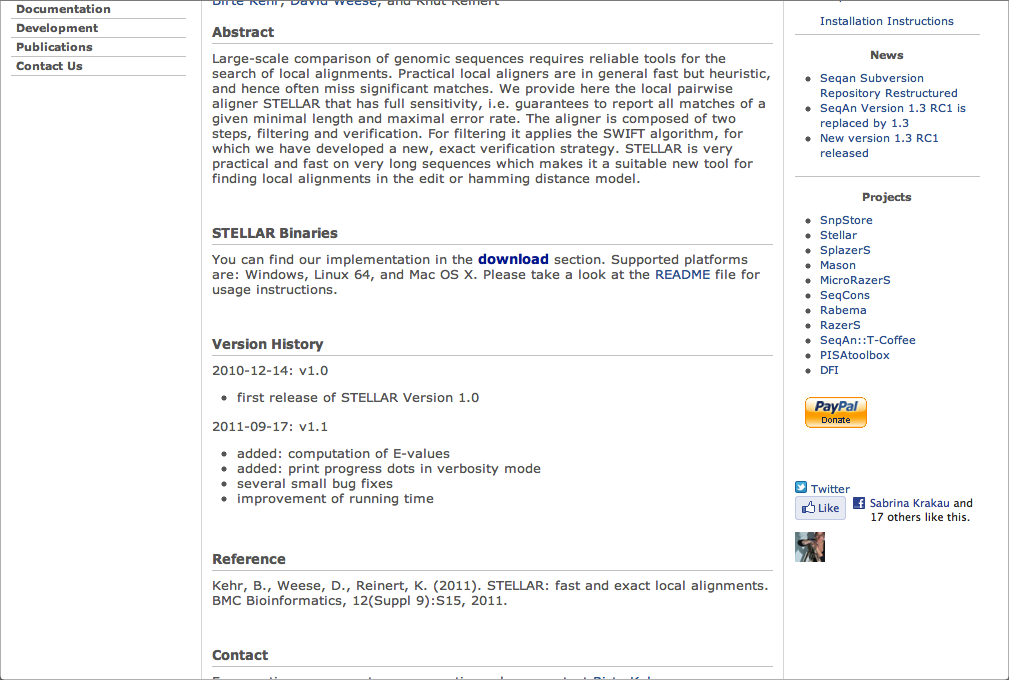 Documentation
Development
Publications
Contact Us
Birte Kehr, David Weese, and Knut Reinert
Abstract
Large-scale comparison of genomic sequences requires reliable tools for the
search of local alignments. Practical local aligners are in general fast but heuristic,
and hence often miss significant matches. We provide here the local pairwise
aligner STELLAR that has full sensitivity, i.e. guarantees to report all matches of a
given minimal length and maximal error rate. The aligner is composed of two
steps, filtering and verification. For filtering it applies the SWIFT algorithm, for
which we have developed a new, exact verification strategy. STELLAR is very
practical and fast on very long sequences which makes it a suitable new tool for
finding local alignments in the edit or hamming distance model.
STELLAR Binaries
You can find our implementation in the download section. Supported platforms
are: Windows, Linux 64, and Mac OS X. Please take a look at the README file for
usage instructions.
Version History
2010-12-14: v1.0
• first release of STELLAR Version 1.0
2011-09-17: v1.1
• added: computation of E-values
• added: print progress dots in verbosity mode
• several small bug fixes
• improvement of running time
Reference
Kehr, B., Weese, D., Reinert, K. (2011). STELLAR: fast and exact local alignments.
BMC Bioinformatics, 12(Suppl 9):S15, 2011.
Contact
Installation Instructions
News
• Seqan Subversion
Repository Restructured
• SeqAn Version 1.3 RC1 is
replaced by 1.3
• New version 1.3 RC1
released
Projects
• SnpStore
• Stellar
• SplazerS
• Mason
• MicroRazerS
• SeqCons
• Rabema
• RazerS
• SeqAn::T-Coffee
• PISAtoolbox
• DFI
PayPal
Donate
Twitter
Like
Sabrina Krakau and
17 others like this.